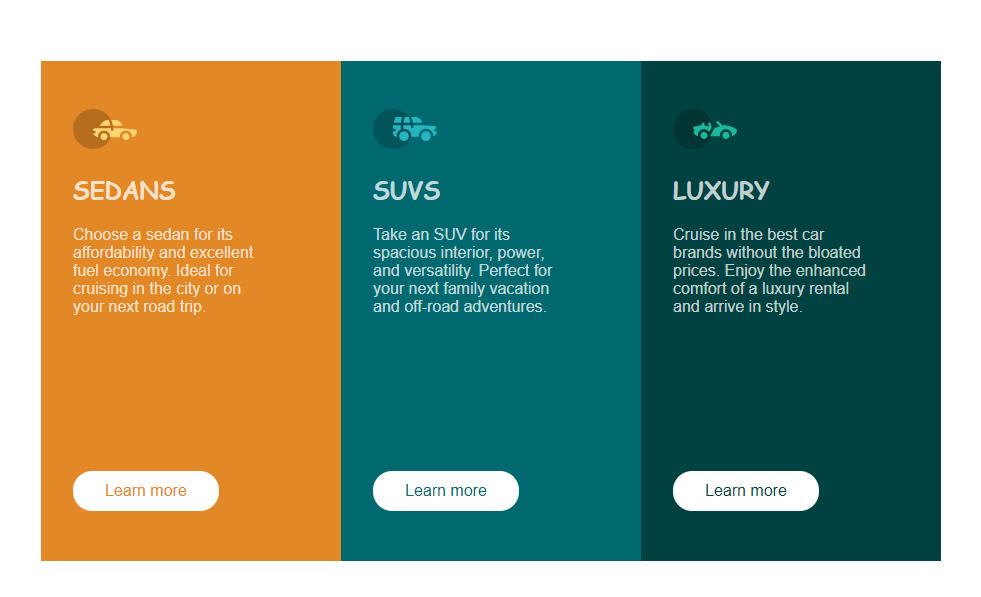 SEDANS
Choose a sedan for its
affordability and excellent
fuel economy. Ideal for
cruising in the city or on
your next road trip.
Learn more
SUVS
Take an SUV for its
spacious interior, power,
and versatility. Perfect for
your next family vacation
and off-road adventures.
Learn more
LUXURY
Cruise in the best car
brands without the bloated
prices. Enjoy the enhanced
comfort of a luxury rental
and arrive in style.
Learn more